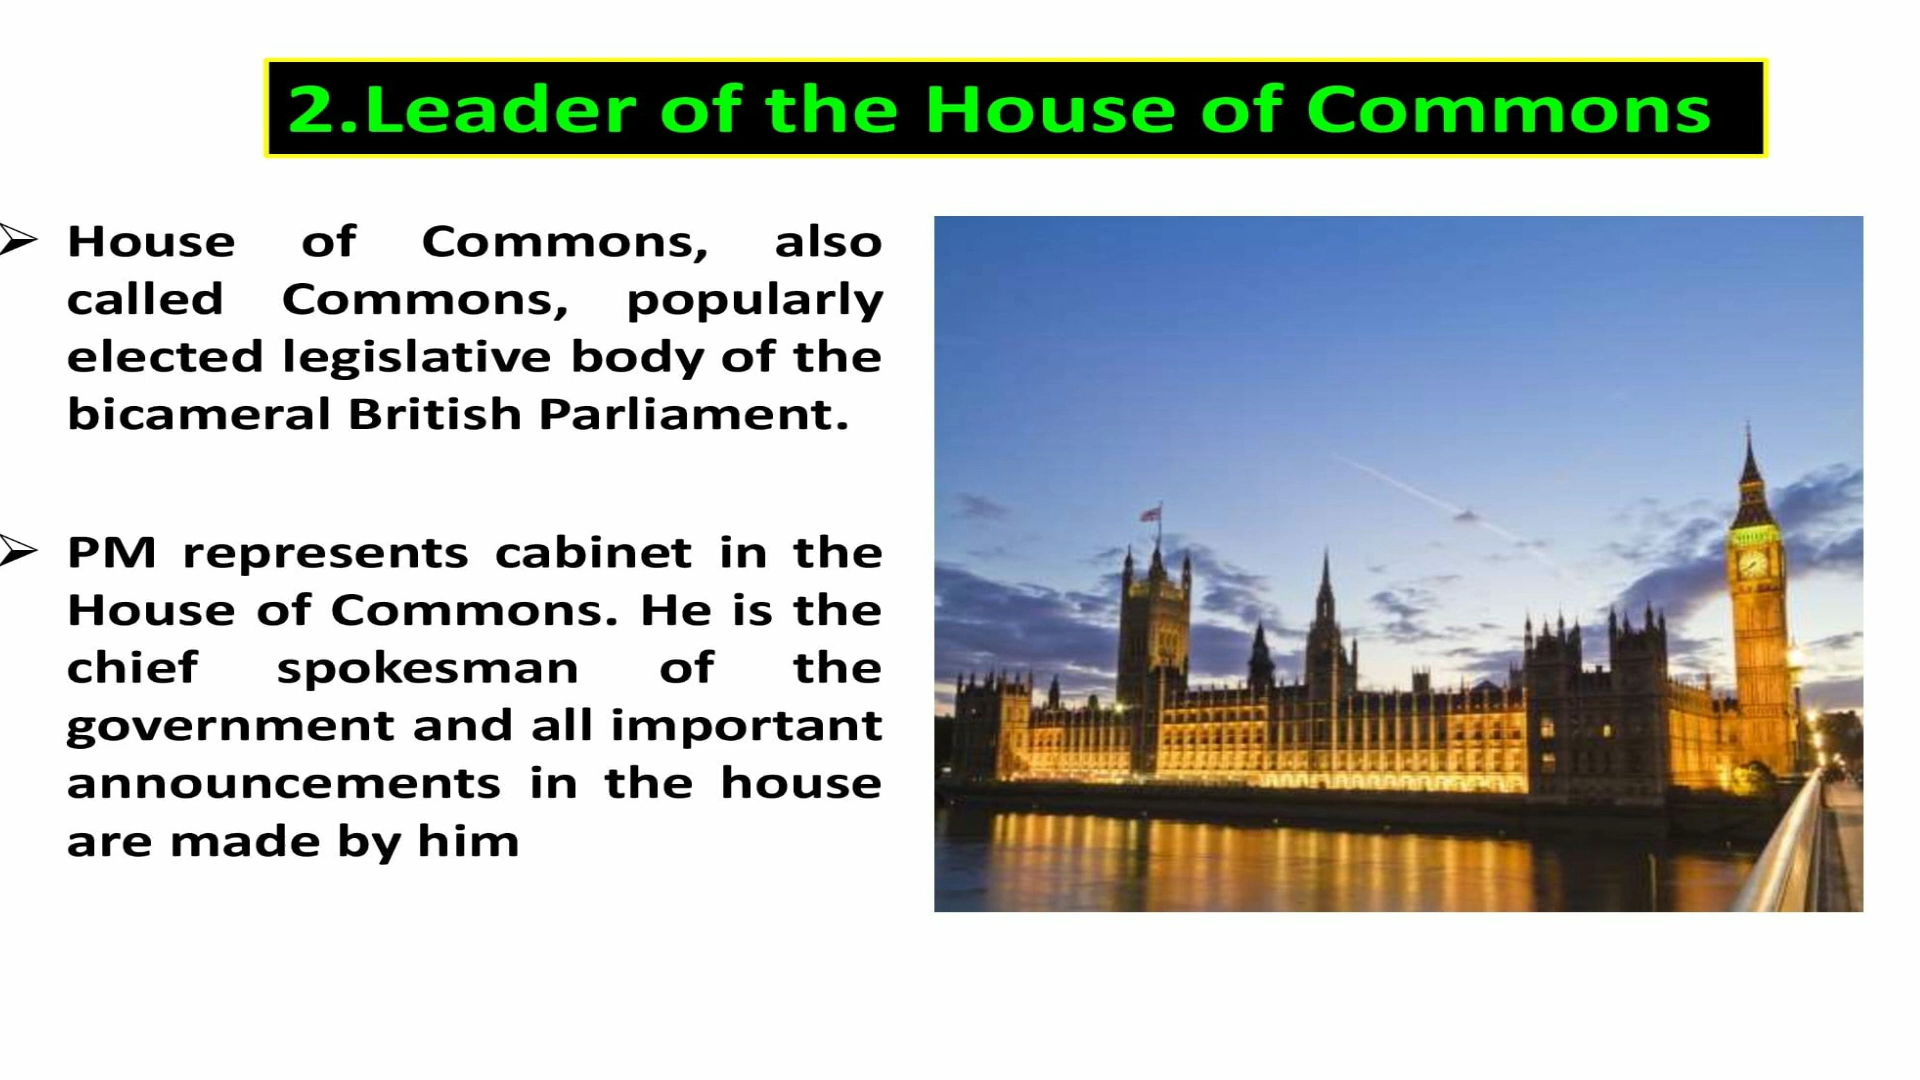 2.Leader of the House of Commons
House of Commons, also
called Commons, popularly
elected legislative body of the
bicameral British Parliament.
PM represents cabinet in the
House of Commons. He is the
chief spokesman of the
government and all important
announcements in the house
are made by him